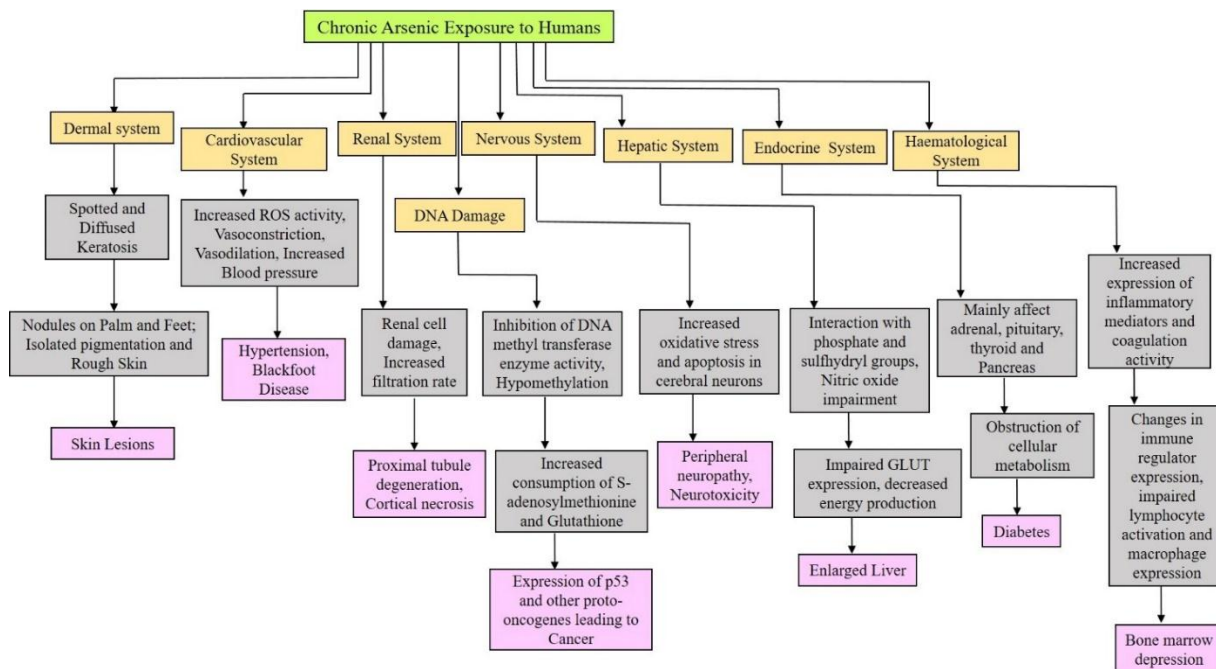 Chronic Arsenic Exposure to Humans
Dermal system
Cardiovascular
System
Renal System
Nervous System
Hepatic System
Endocrine System
Haematological
System
DNA Damage
Spotted and
Diffused
Keratosis
Nodules on Palm and Feet;
Isolated pigmentation and
Rough Skin
Skin Lesions
Increased ROS activity,
Vasoconstriction,
Vasodilation, Increased
Blood pressure
Hypertension,
Blackfoot
Disease
Renal cell
damage,
Increased
filtration rate
Proximal tubule
degeneration,
Cortical necrosis
Inhibition of DNA
methyl transferase
enzyme activity,
Hypomethylation
Increased
consumption of S-
adenosylmethionine
and Glutathione
Expression of p53
and other proto-
oncogenes leading to
Cancer
Increased
oxidative stress
and apoptosis in
cerebral neurons
Peripheral
neuropathy,
Neurotoxicity
Interaction with
phosphate and
sulfhydryl groups,
Nitric oxide
impairment
Impaired GLUT
expression, decreased
energy production
Enlarged Liver
Mainly affect
adrenal, pituitary,
thyroid and
Pancreas
Obstruction of
cellular
metabolism
Diabetes
Increased
expression of
inflammatory
mediators and
coagulation
activity
Changes in
immune
regulator
expression,
impaired
lymphocyte
activation and
macrophage
expression
Bone marrow
depression